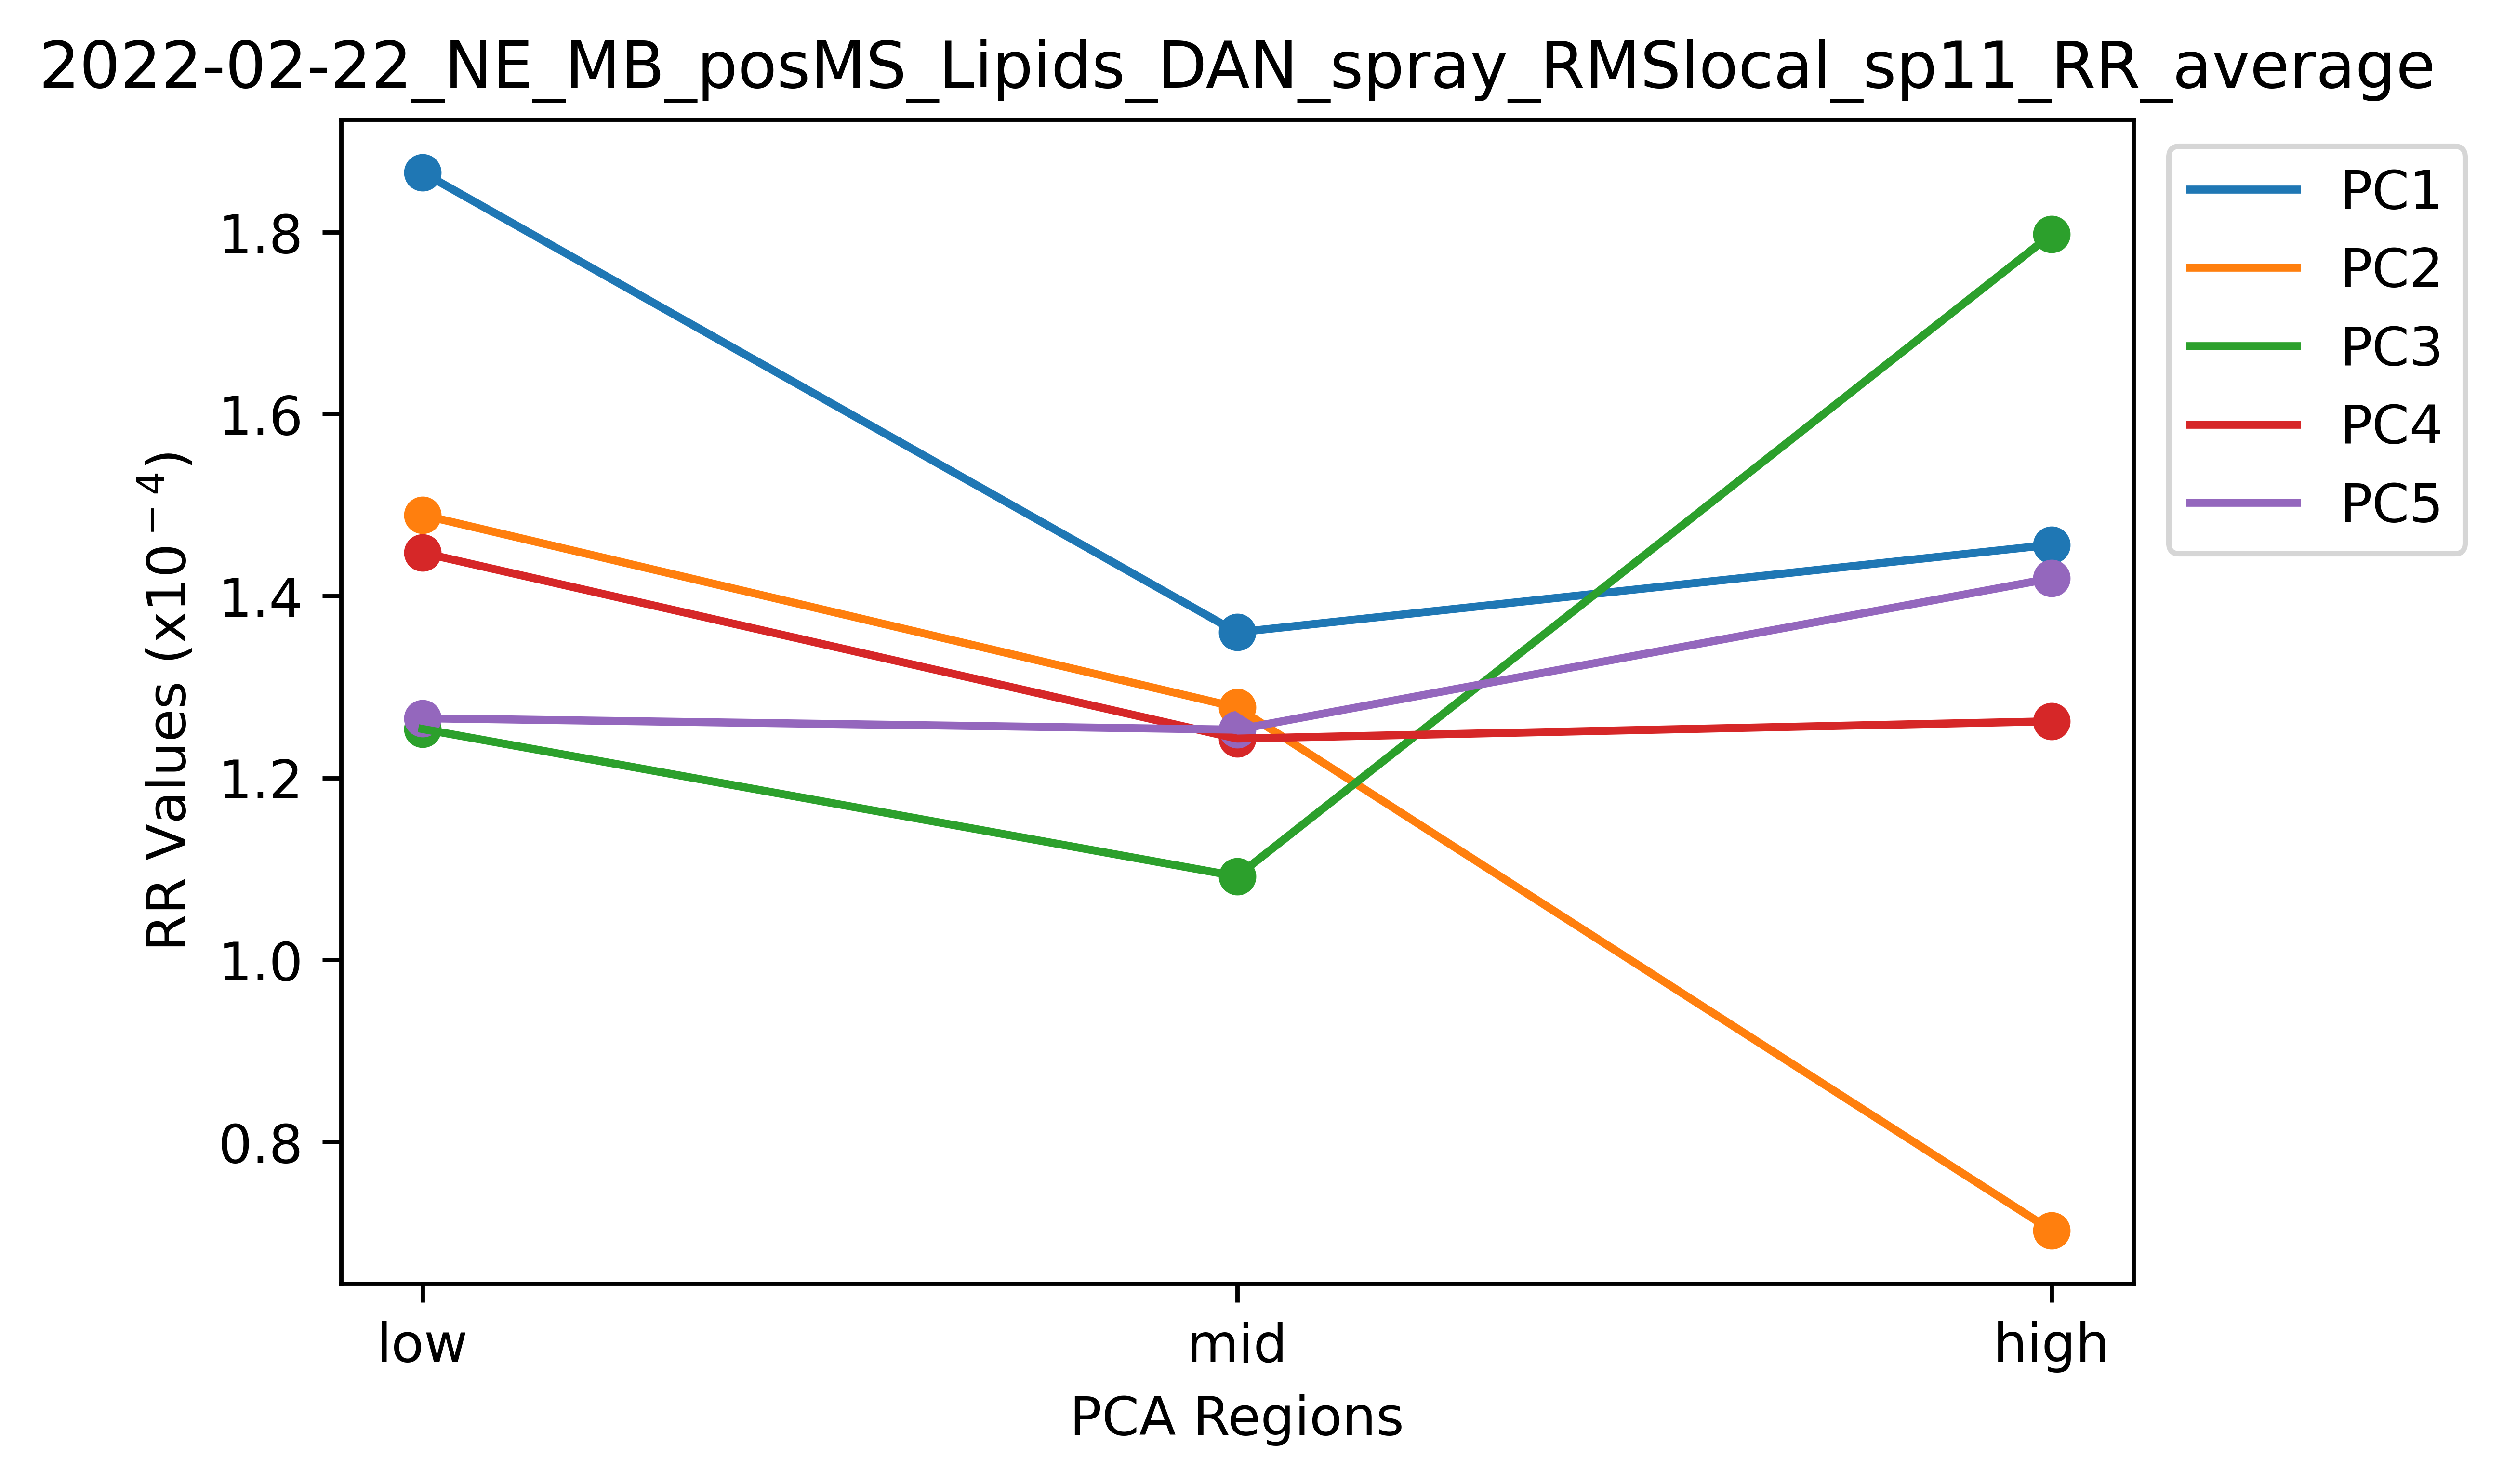 2022-02-22_NE_MB_posMS_Lipids_DAN_spray_RMSlocal_sp11_RR_average
RR Values (x10⁻⁴)
1.8
1.6
1.4
1.2
1.0
0.8
low
mid
high
PCA Regions
PC1
PC2
PC3
PC4
PC5